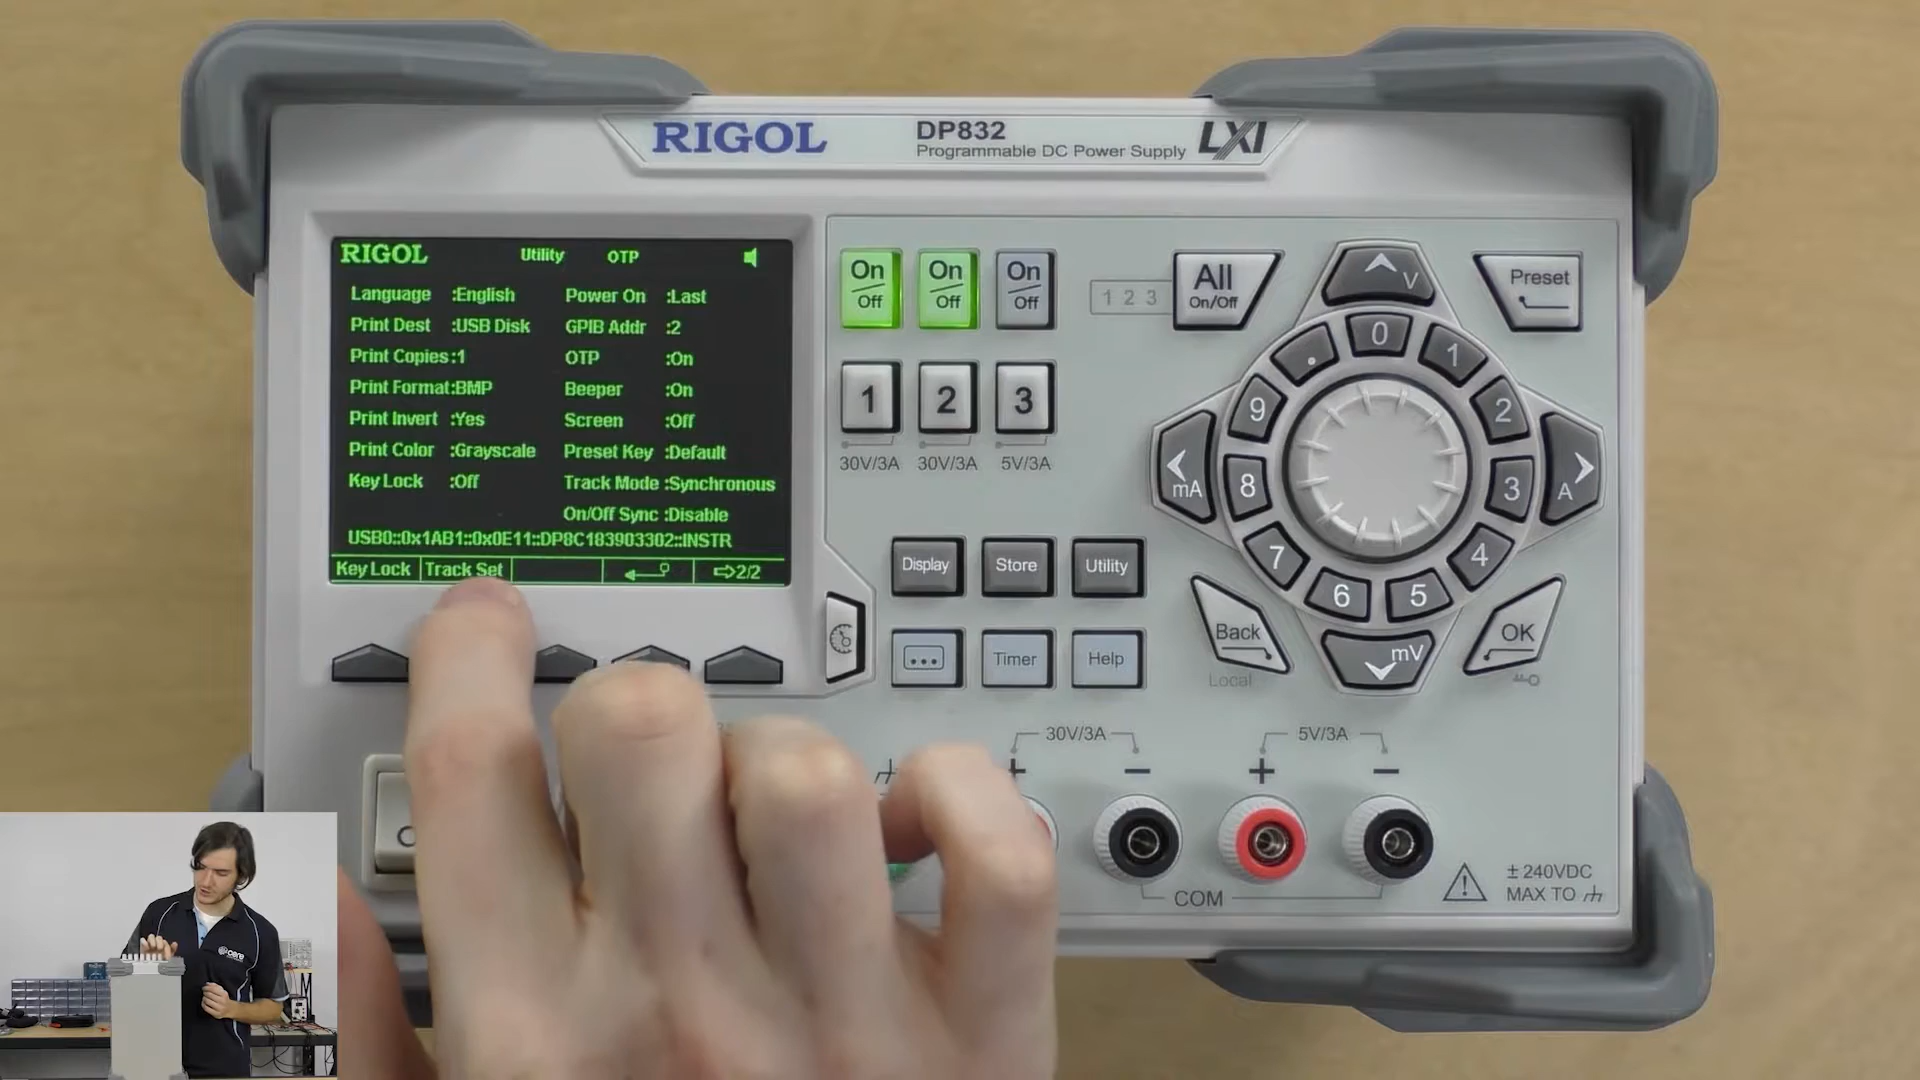 RIGOL
DP832
Programmable DC Power Supply
LXI
RIGOL Utility OTP
Language :English Power On :Last
Print Dest :USB Disk GPIB Addr :2
Print Copies:1 OTP :On
Print Format:BMP Beeper :On
Print Invert :Yes Screen :Off
Print Color :Grayscale Preset Key :Default
Key Lock :Off Track Mode :Synchronous
On/Off Sync :Disable
USB0::0x1AB1::0x0E11::DP8C183903302::INSTR
Key Lock Track Set 2/2
On Off On Off On Off
1 2 3
All On/Off
Preset
1 2 3
30V/3A 30V/3A 5V/3A
V
0
1
2
3
4
5
6
7
8
9
.
mA
A
mV
Display Store Utility
... Timer Help
Back
Local
OK
30V/3A 5V/3A
+ − + −
COM
± 240VDC
MAX TO
core